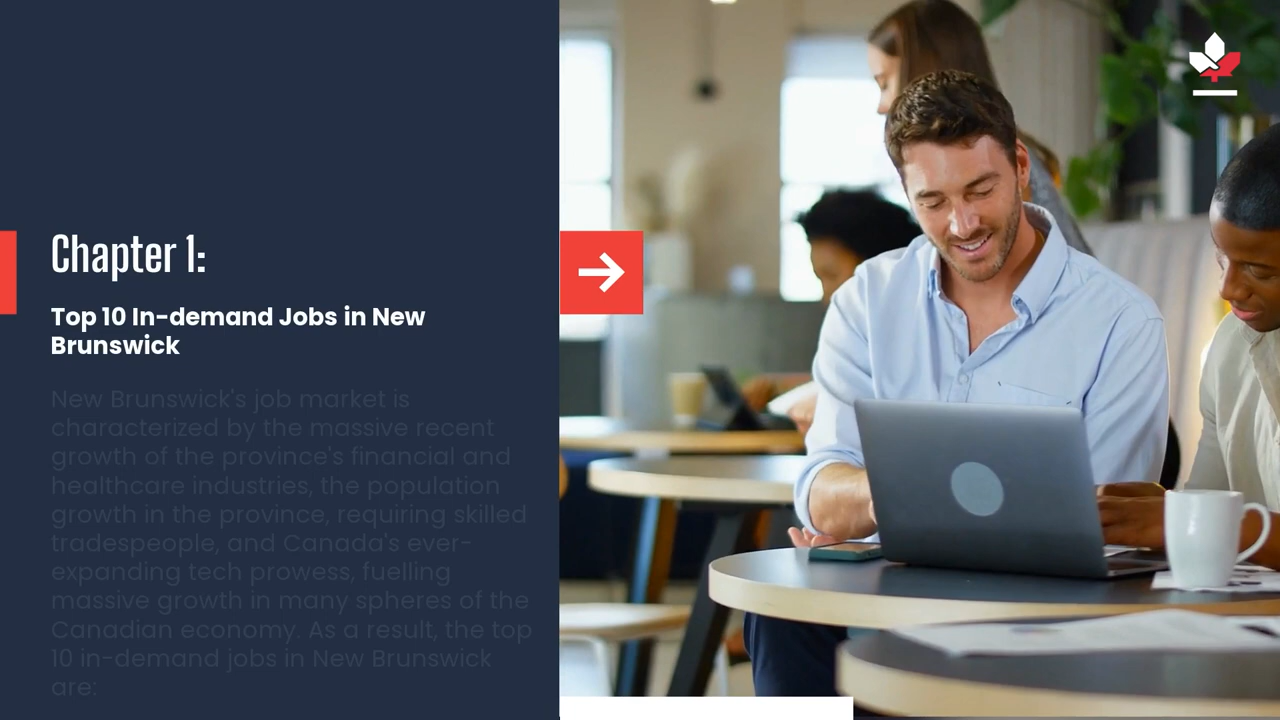 Chapter 1:
Top 10 In-demand Jobs in New
Brunswick
New Brunswick's job market is
characterized by the massive recent
growth of the province's financial and
healthcare industries, the population
growth in the province, requiring skilled
tradespeople, and Canada's ever-
expanding tech prowess, fuelling
massive growth in many spheres of the
Canadian economy. As a result, the top
10 in-demand jobs in New Brunswick
are: